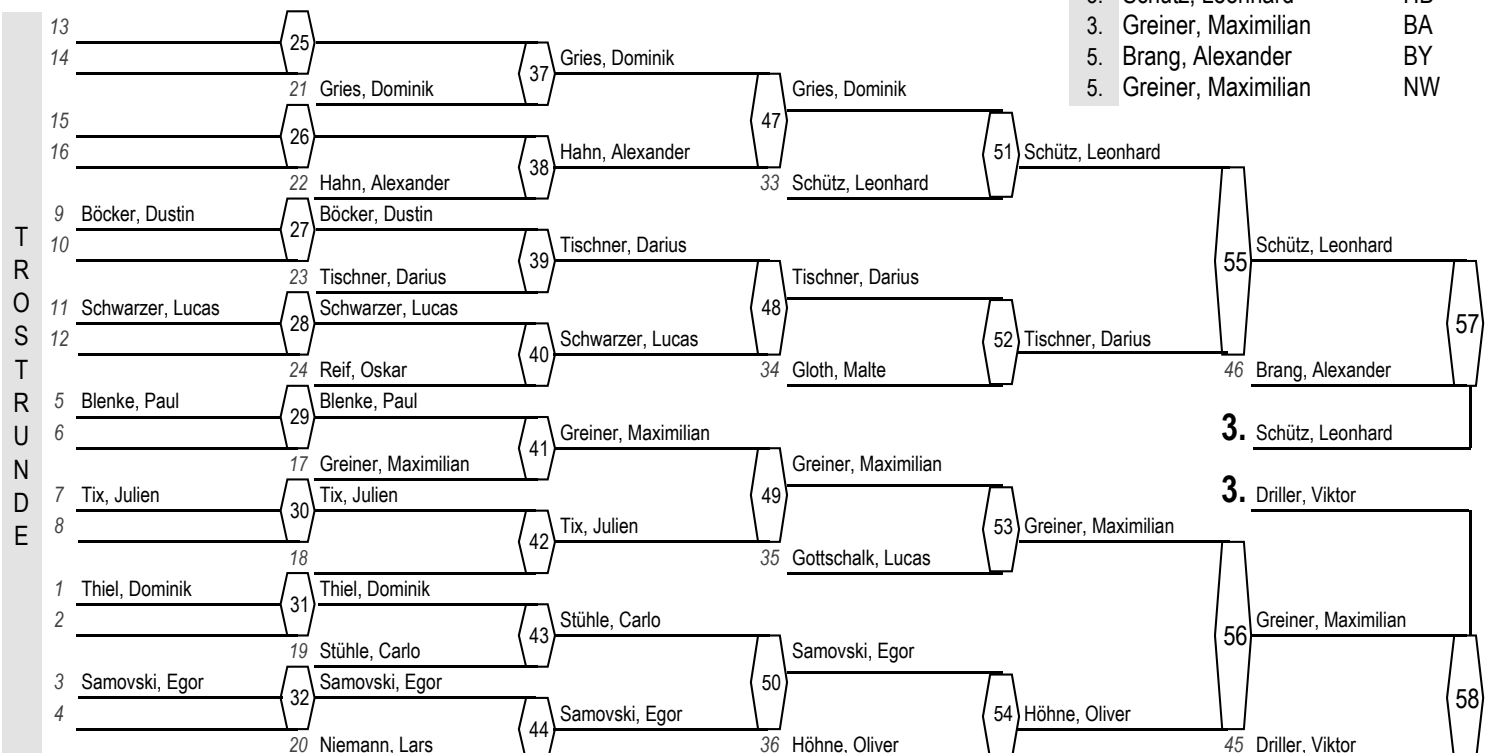 Schütz, Leonhard
3. Greiner, Maximilian BA
5. Brang, Alexander BY
5. Greiner, Maximilian NW
TROSTRUNDE
13
25
14
37 Gries, Dominik
21 Gries, Dominik
Gries, Dominik
15
47
26
16
38 Hahn, Alexander
51 Schütz, Leonhard
22 Hahn, Alexander
33 Schütz, Leonhard
9 Böcker, Dustin
27 Böcker, Dustin
10
39 Tischner, Darius
55 Schütz, Leonhard
23 Tischner, Darius
Tischner, Darius
11 Schwarzer, Lucas
28 Schwarzer, Lucas
48
57
12
40 Schwarzer, Lucas
52 Tischner, Darius
24 Reif, Oskar
34 Gloth, Malte
46 Brang, Alexander
5 Blenke, Paul
29 Blenke, Paul
6
41 Greiner, Maximilian
3. Schütz, Leonhard
17 Greiner, Maximilian
Greiner, Maximilian
7 Tix, Julien
30 Tix, Julien
49
3. Driller, Viktor
8
42 Tix, Julien
53 Greiner, Maximilian
18
35 Gottschalk, Lucas
1 Thiel, Dominik
31 Thiel, Dominik
2
43 Stühle, Carlo
56 Greiner, Maximilian
19 Stühle, Carlo
Samovski, Egor
3 Samovski, Egor
32 Samovski, Egor
50
58
4
44 Samovski, Egor
54 Höhne, Oliver
20 Niemann, Lars
36 Höhne, Oliver
45 Driller, Viktor